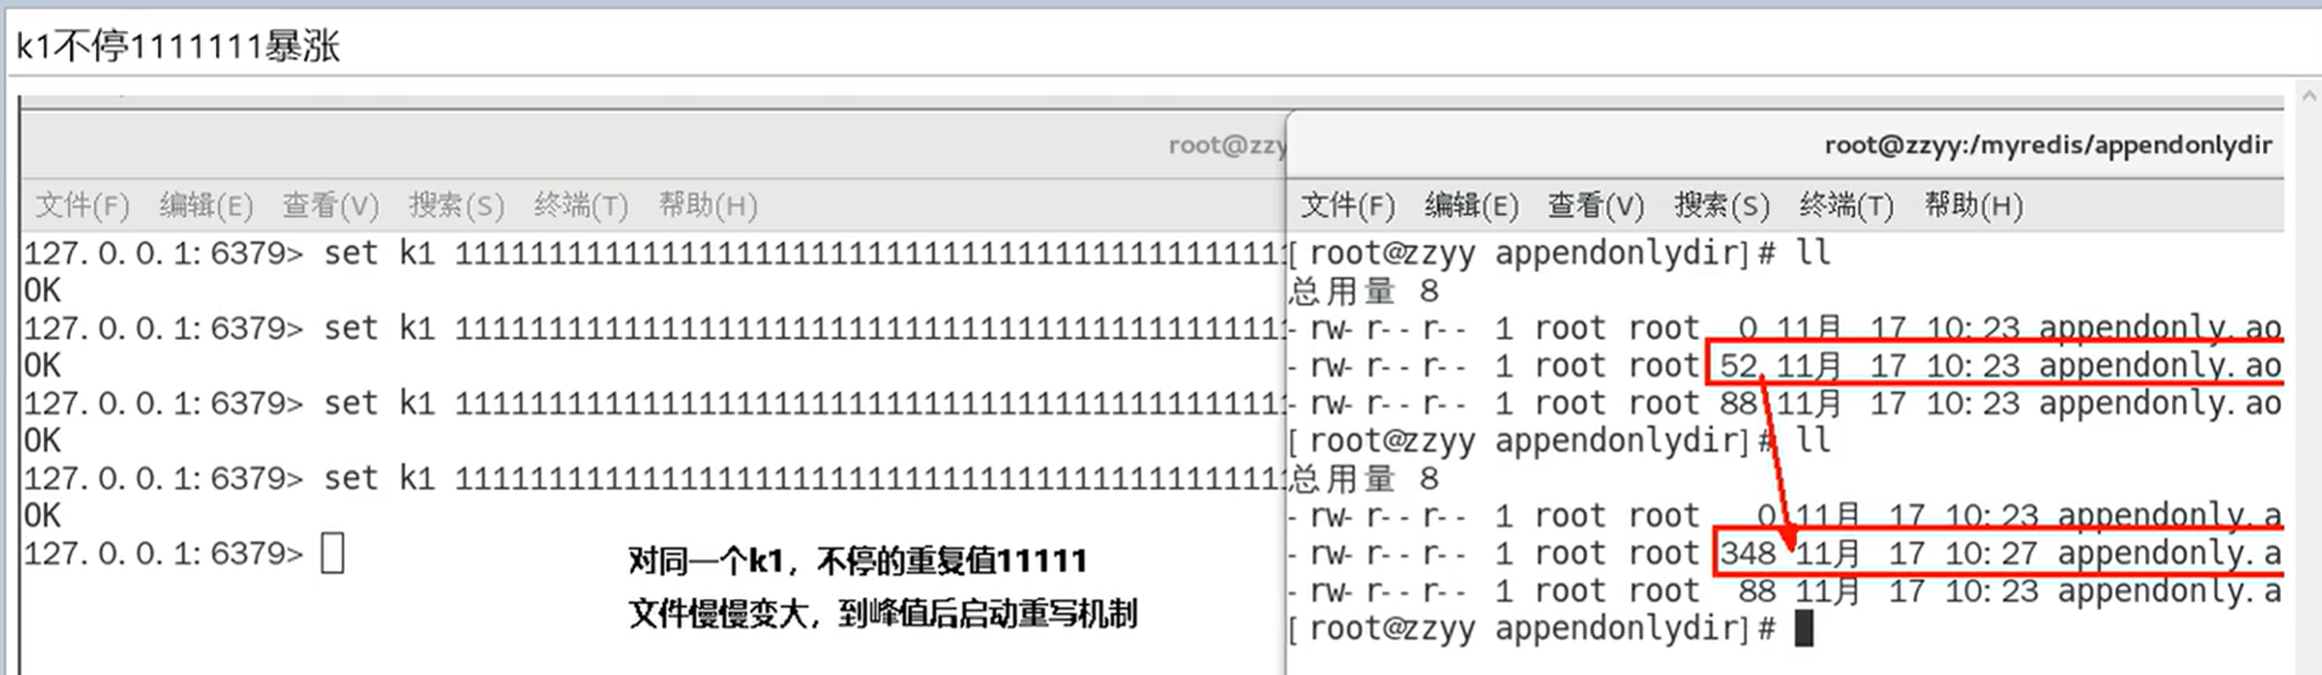 k1不停1111111暴涨
root@zzy
文件(F) 编辑(E) 查看(V) 搜索(S) 终端(T) 帮助(H)
127.0.0.1:6379> set k1 11111111111111111111111111111111111111111111
OK
127.0.0.1:6379> set k1 11111111111111111111111111111111111111111111
OK
127.0.0.1:6379> set k1 11111111111111111111111111111111111111111111
OK
127.0.0.1:6379> set k1 11111111111111111111111111111111111111111111
OK
127.0.0.1:6379>
对同一个k1，不停的重复值11111
文件慢慢变大，到峰值后启动重写机制
root@zzyy:/myredis/appendonlydir
文件(F) 编辑(E) 查看(V) 搜索(S) 终端(T) 帮助(H)
[root@zzyy appendonlydir]# ll
总用量 8
-rw-r--r-- 1 root root 0 11月 17 10:23 appendonly.ao
-rw-r--r-- 1 root root 52 11月 17 10:23 appendonly.ao
-rw-r--r-- 1 root root 88 11月 17 10:23 appendonly.ao
[root@zzyy appendonlydir]# ll
总用量 8
-rw-r--r-- 1 root root 0 11月 17 10:23 appendonly.a
-rw-r--r-- 1 root root 348 11月 17 10:27 appendonly.a
-rw-r--r-- 1 root root 88 11月 17 10:23 appendonly.a
[root@zzyy appendonlydir]#